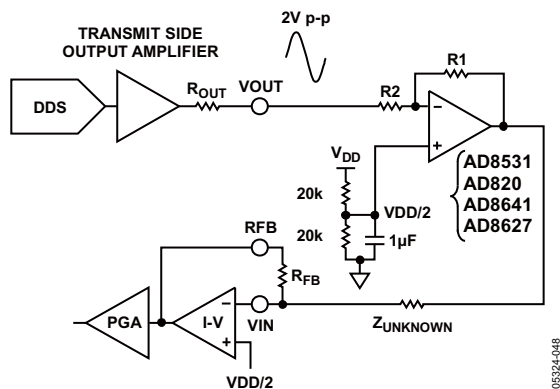 2V p-p
TRANSMIT SIDE
OUTPUT AMPLIFIER
DDS
ROUT
VOUT
R2
R1
−
+
AD8531
AD820
AD8641
AD8627
VDD
20k
VDD/2
20k
1µF
RFB
RFB
PGA
I-V
−
+
VIN
ZUNKNOWN
VDD/2
05324-048